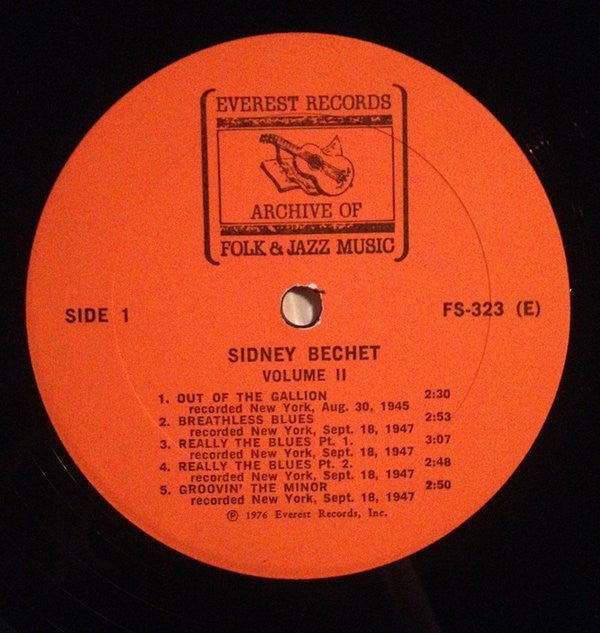 EVEREST RECORDS
ARCHIVE OF
FOLK & JAZZ MUSIC
SIDE 1
FS-323 (E)
SIDNEY BECHET
VOLUME II
1. OUT OF THE GALLION 2:30
recorded New York, Aug. 30, 1945
2. BREATHLESS BLUES 2:53
recorded New York, Sept. 18, 1947
3. REALLY THE BLUES Pt. 1. 3:07
recorded New York, Sept. 18, 1947
4. REALLY THE BLUES Pt. 2. 2:48
recorded New York, Sept. 18, 1947
5. GROOVIN' THE MINOR 2:50
recorded New York, Sept. 18, 1947
℗ 1976 Everest Records, Inc.